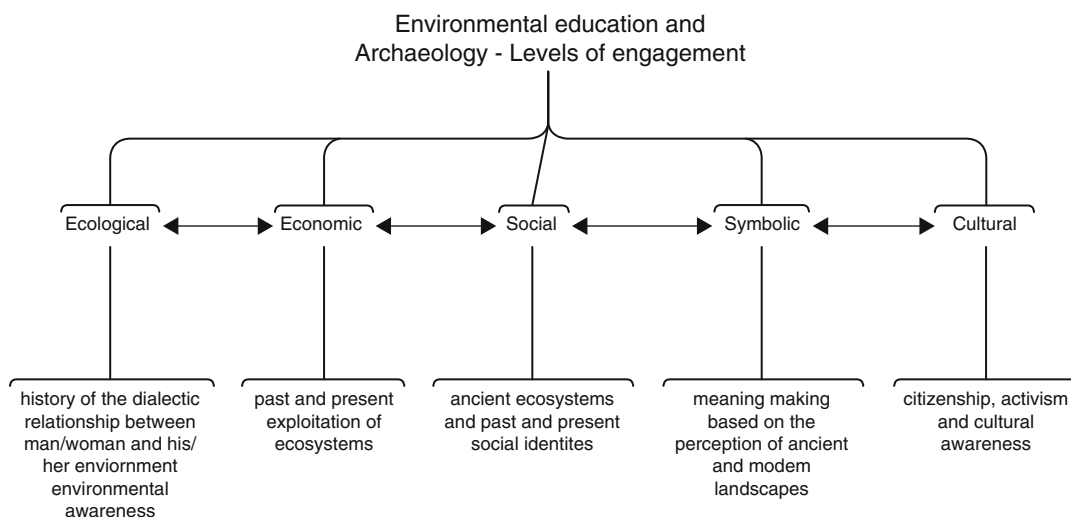 Environmental education and
Archaeology - Levels of engagement
Ecological
Economic
Social
Symbolic
Cultural
history of the dialectic
relationship between
man/woman and his/
her enviornment
environmental
awareness
past and present
exploitation of
ecosystems
ancient ecosystems
and past and present
social identites
meaning making
based on the
perception of ancient
and modem
landscapes
citizenship, activism
and cultural
awareness